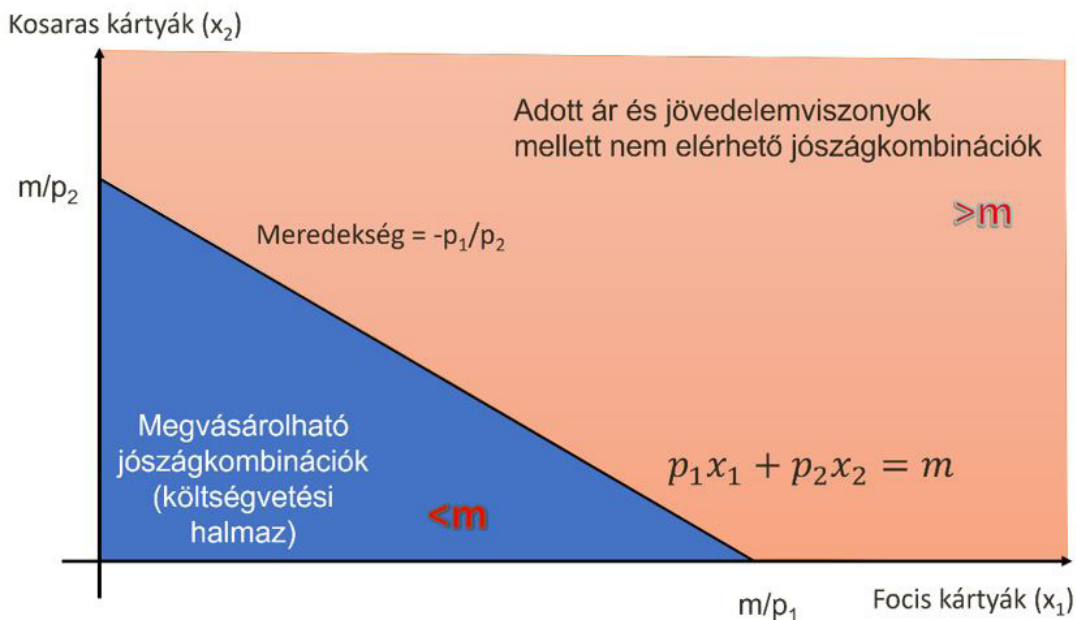 Kosaras kártyák (x₂)
Adott ár és jövedelemviszonyok
mellett nem elérhető jószágkombinációk
m/p₂
>m
Meredekség = -p₁/p₂
Megvásárolható
jószágkombinációk
(költségvetési
halmaz)
p₁x₁ + p₂x₂ = m
<m
m/p₁
Focis kártyák (x₁)